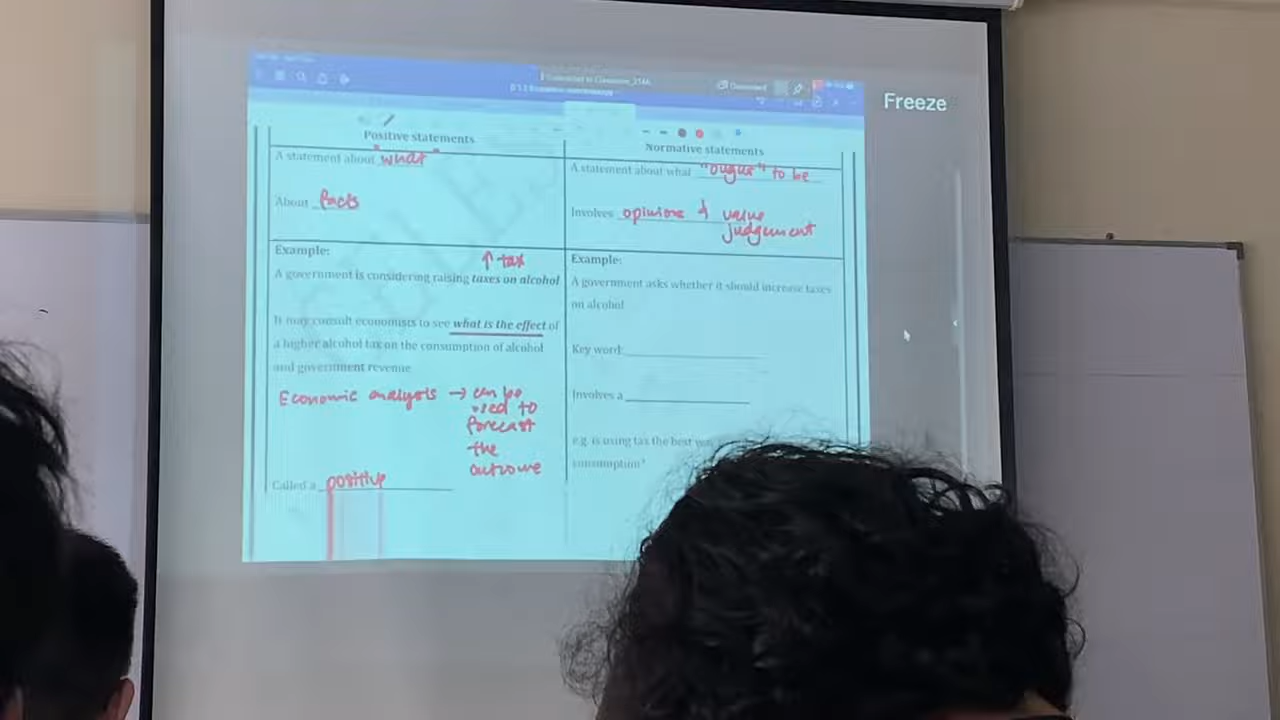 Freeze
Positive statements
A statement about what
About facts
Example:
↑ tax
A government is considering raising taxes on alcohol
It may consult economists to see what is the effect of
a higher alcohol tax on the consumption of alcohol
and government revenue
Economic analysis → can be
used to
forecast
the
outcome
Called a positive
Normative statements
A statement about what "ought" to be
Involves opinions & value
judgement
Example:
A government asks whether it should increase taxes
on alcohol
Key word:
Involves a
e.g. is using tax the best
consumption?